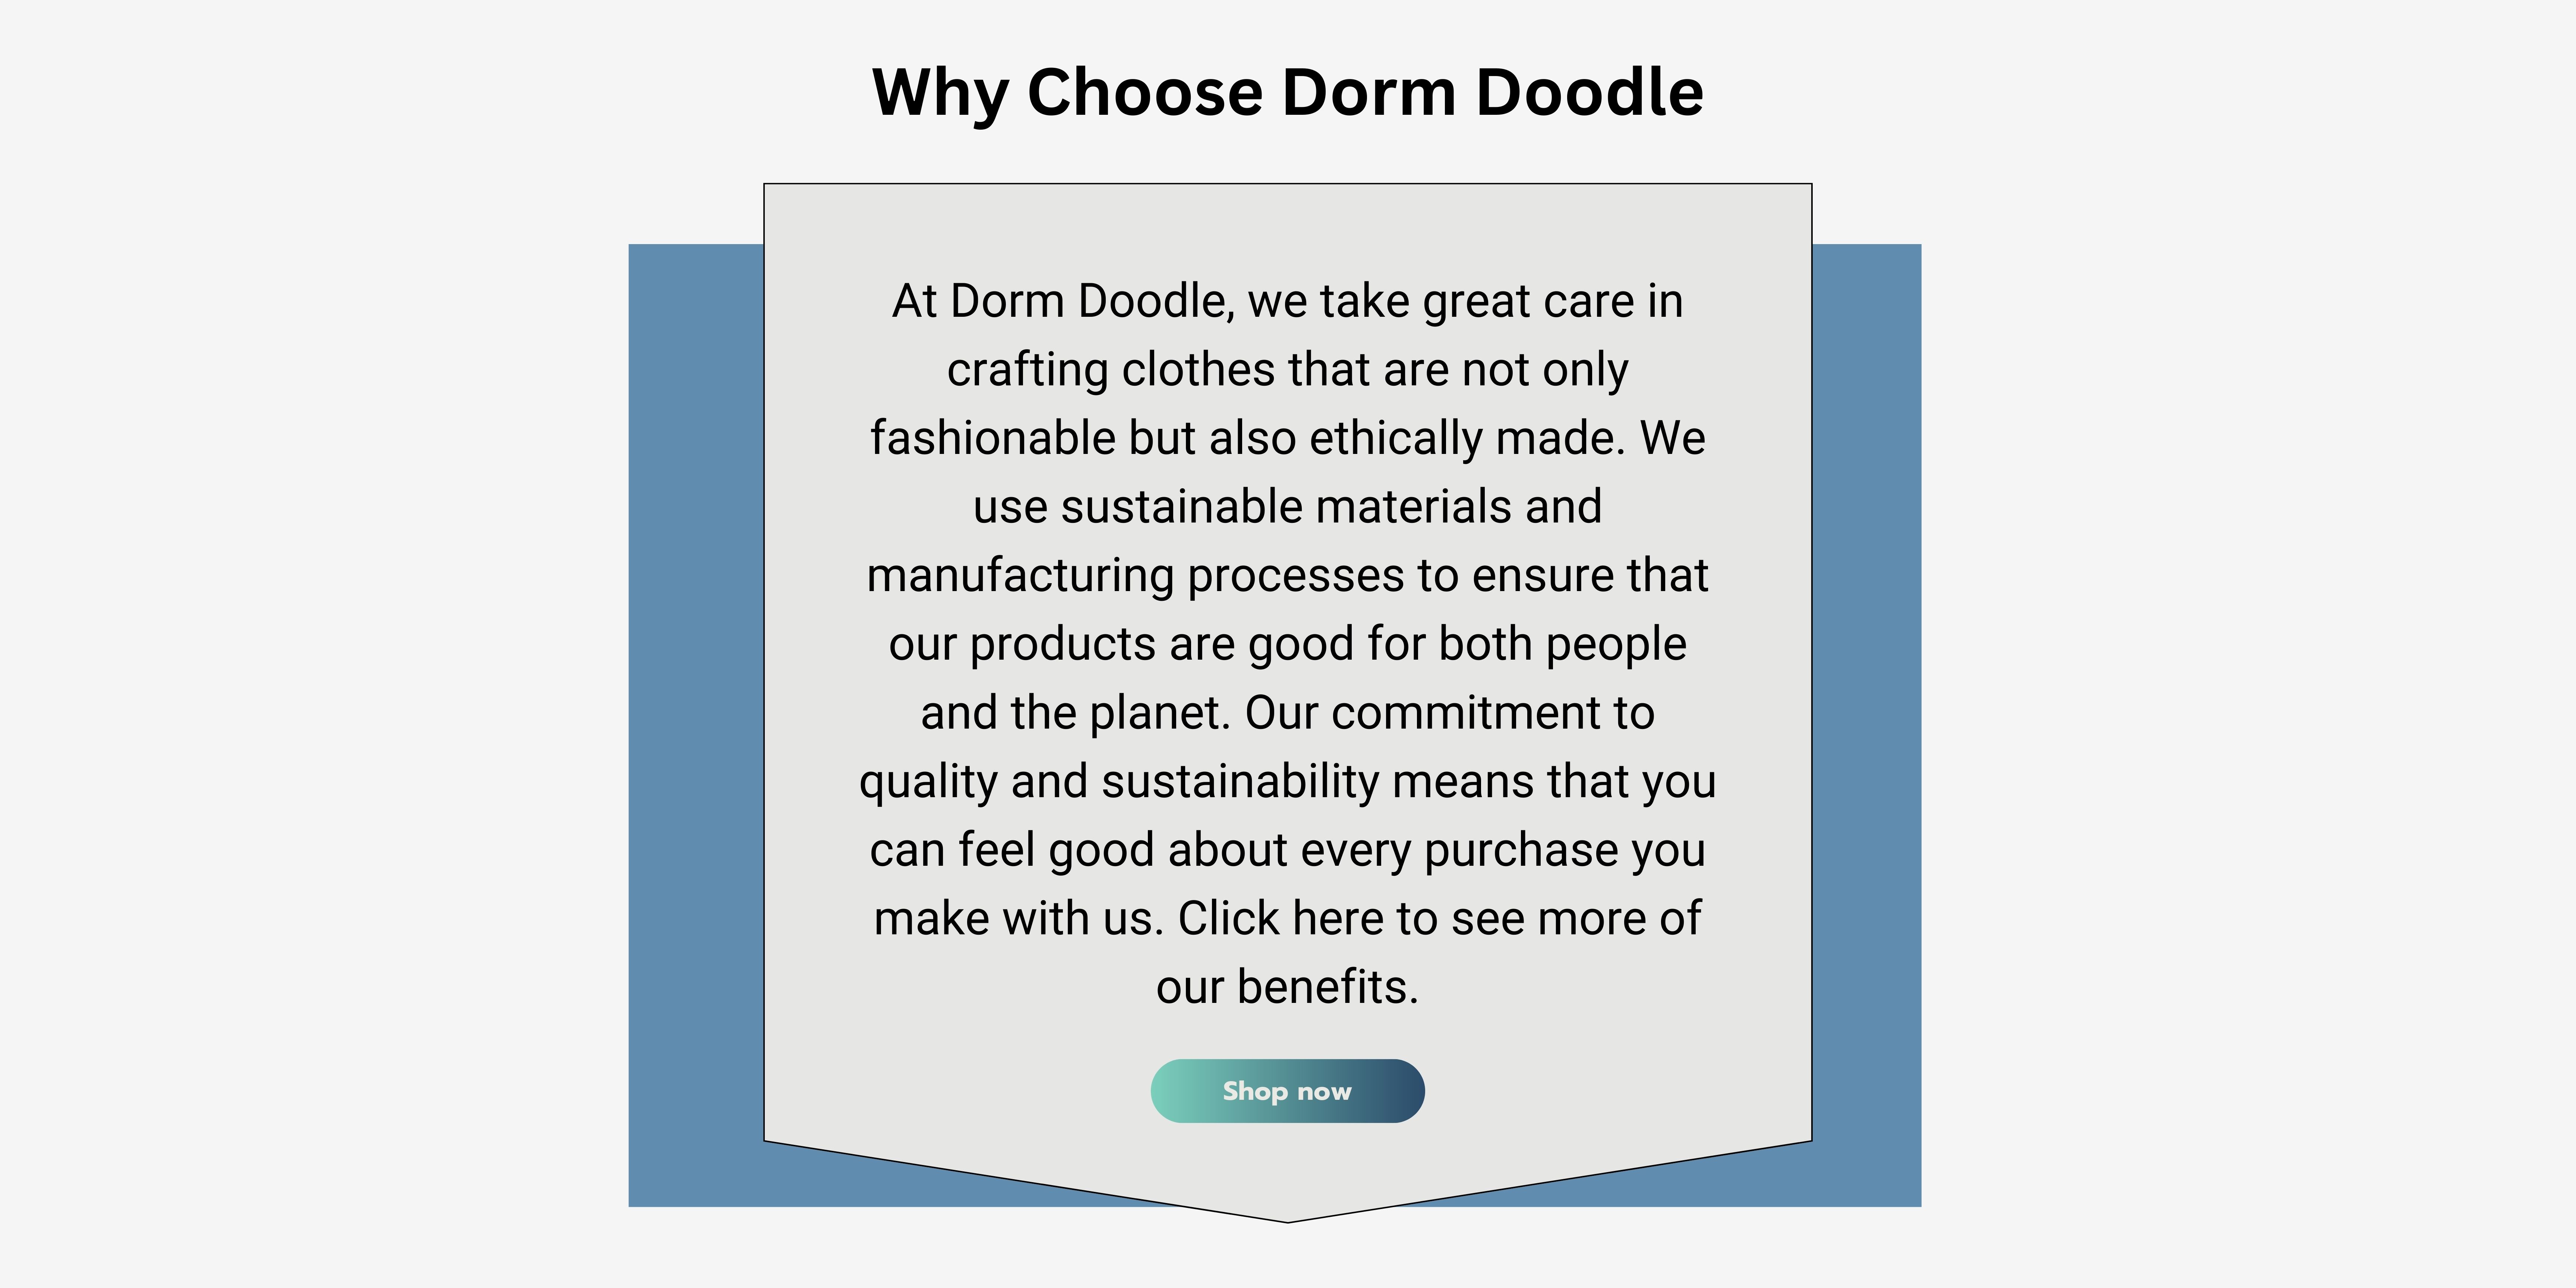 Why Choose Dorm Doodle
At Dorm Doodle, we take great care in
crafting clothes that are not only
fashionable but also ethically made. We
use sustainable materials and
manufacturing processes to ensure that
our products are good for both people
and the planet. Our commitment to
quality and sustainability means that you
can feel good about every purchase you
make with us. Click here to see more of
our benefits.
Shop now